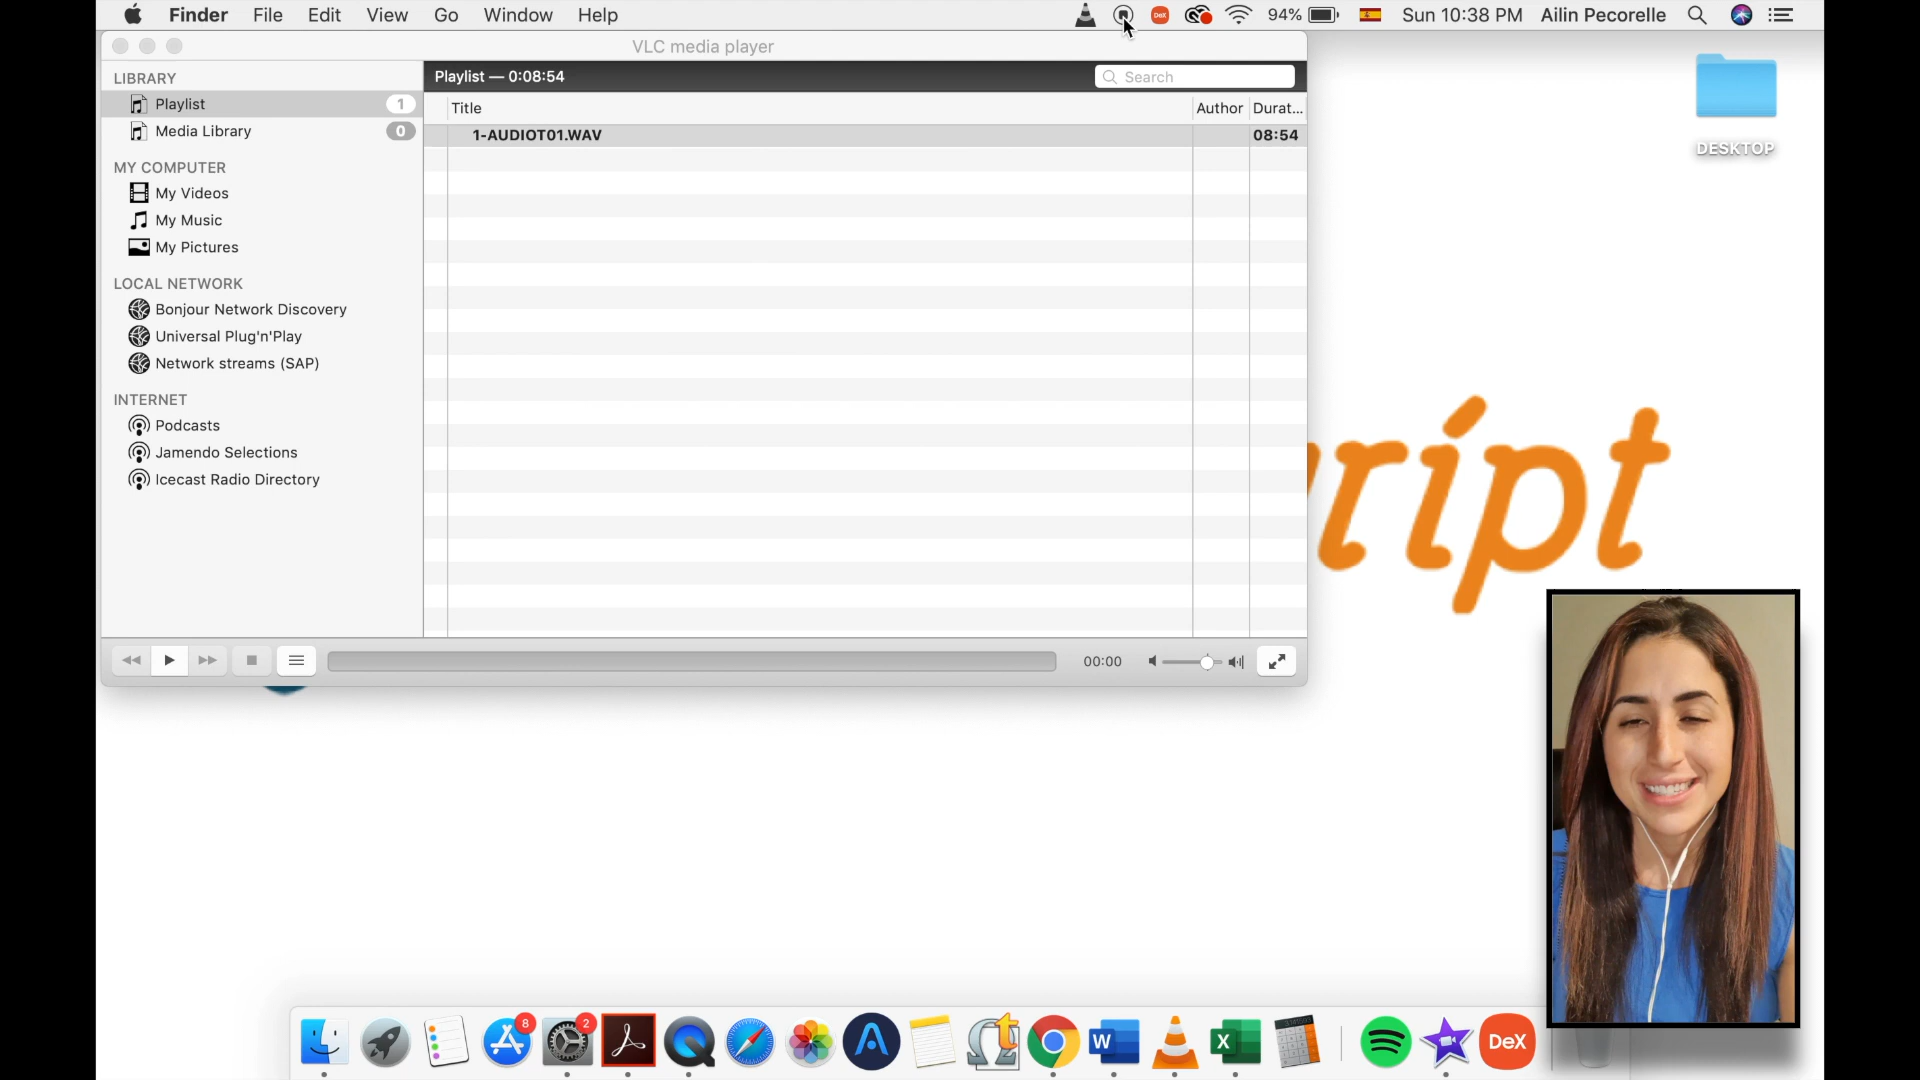 Finder File Edit View Go Window Help
DeX
94%
Sun 10:38 PM Ailin Pecorelle
VLC media player
LIBRARY
Playlist 1
Media Library 0
MY COMPUTER
My Videos
My Music
My Pictures
LOCAL NETWORK
Bonjour Network Discovery
Universal Plug'n'Play
Network streams (SAP)
INTERNET
Podcasts
Jamendo Selections
Icecast Radio Directory
Playlist — 0:08:54
Search
Title Author Durat...
1-AUDIOT01.WAV 08:54
00:00
DESKTOP
ript
8
2
W
X
DeX